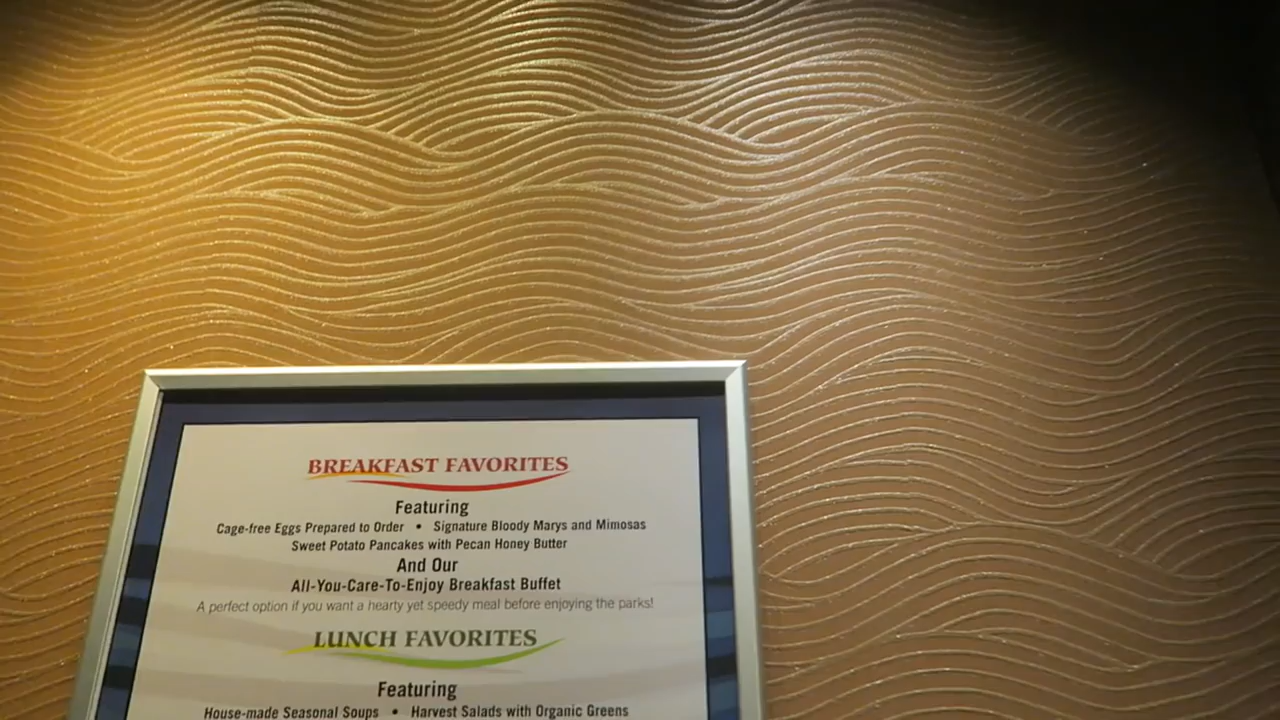 BREAKFAST FAVORITES
Featuring
Cage-free Eggs Prepared to Order • Signature Bloody Marys and Mimosas
Sweet Potato Pancakes with Pecan Honey Butter
And Our
All-You-Care-To-Enjoy Breakfast Buffet
A perfect option if you want a hearty yet speedy meal before enjoying the parks!
LUNCH FAVORITES
Featuring
House-made Seasonal Soups • Harvest Salads with Organic Greens